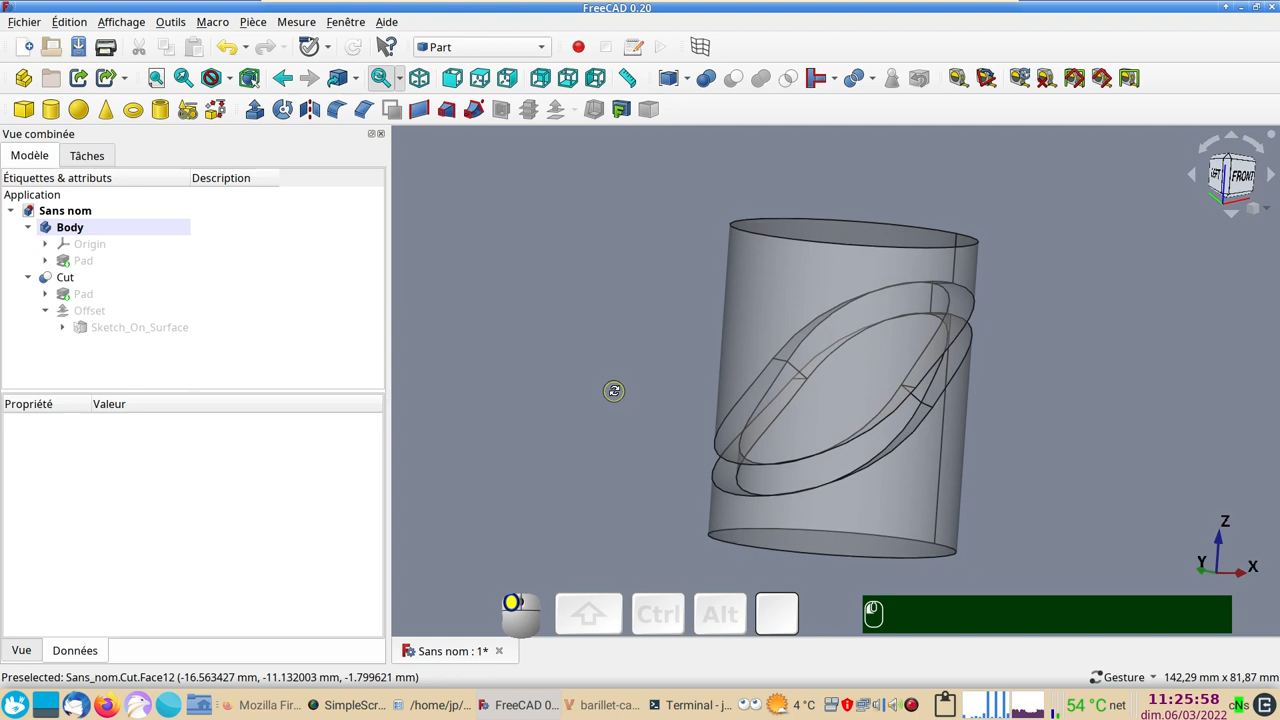 FreeCAD 0.20
Fichier Édition Affichage Outils Macro Pièce Mesure Fenêtre Aide
Part
Vue combinée
Modèle Tâches
Étiquettes & attributs Description
Application
Sans nom
Body
Origin
Pad
Cut
Pad
Offset
Sketch_On_Surface
Propriété Valeur
LEFT FRONT
Z
Y X
Ctrl Alt
Vue Données
Sans nom : 1*
Preselected: Sans_nom.Cut.Face12 (-16.563427 mm, -11.132003 mm, -1.799621 mm)
Gesture 142,29 mm x 81,87 mm
Mozilla Fir... SimpleScr... /home/jp/... FreeCAD 0... barillet-ca... Terminal - j...
4 °C
54 °C net
11:25:58
dim.06/03/2022